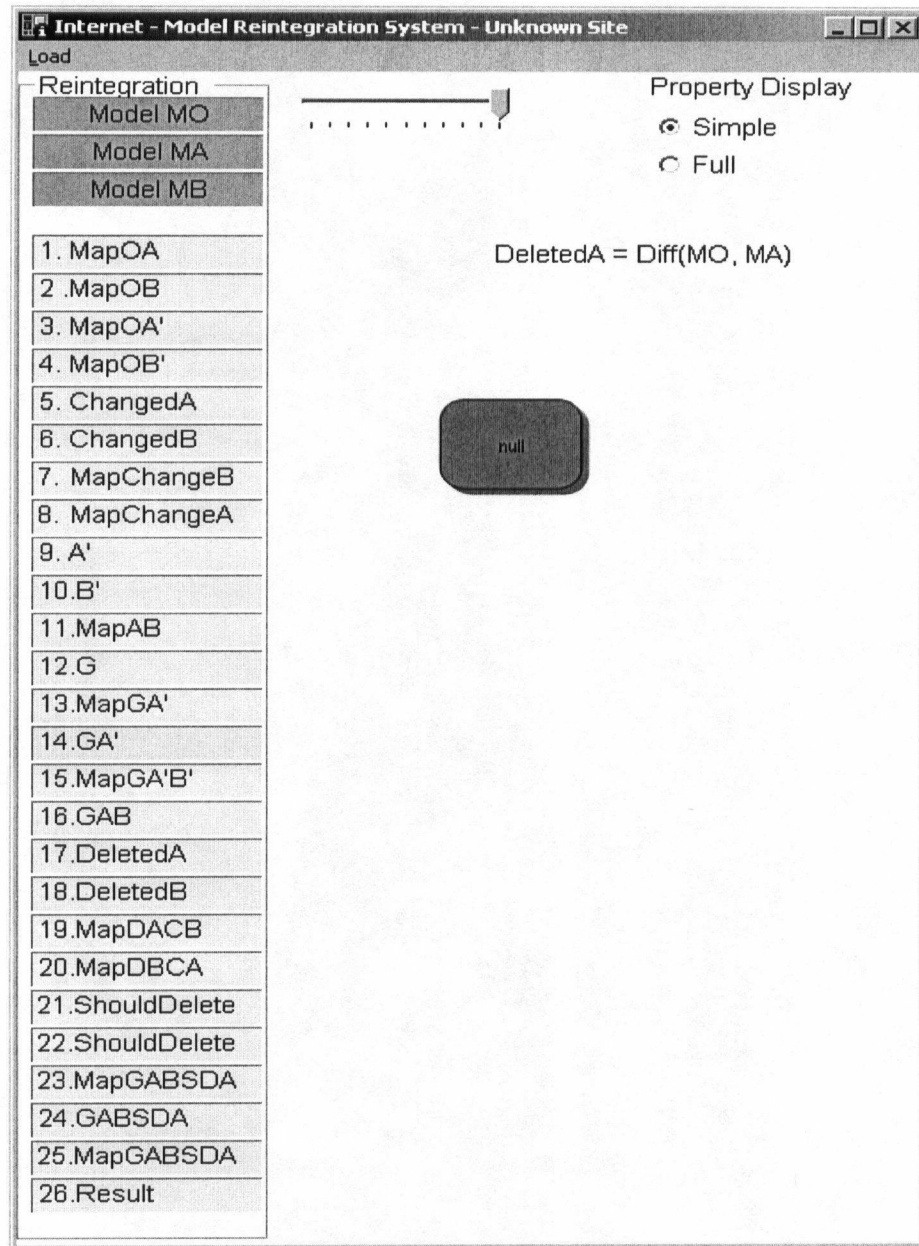 Internet - Model Reintegration System - Unknown Site
Load
Reintegration
Model MO
Model MA
Model MB
1. MapOA
2 .MapOB
3. MapOA'
4. MapOB'
5. ChangedA
6. ChangedB
7. MapChangeB
8. MapChangeA
9. A'
10.B'
11.MapAB
12.G
13.MapGA'
14.GA'
15.MapGA'B'
16.GAB
17.DeletedA
18.DeletedB
19.MapDACB
20.MapDBCA
21.ShouldDelete
22.ShouldDelete
23.MapGABSDA
24.GABSDA
25.MapGABSDA
26.Result
Property Display
Simple
Full
DeletedA = Diff(MO, MA)
null